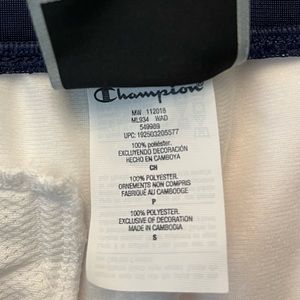 Champion
MW 112018
ML934 WAD
549989
UPC: 192503205577
100% poliéster.
EXCLUYENDO DECORACIÓN
HECHO EN CAMBOYA
CH
100% POLYESTER.
ORNEMENTS NON COMPRIS
FABRIQUÉ AU CAMBODGE
P
100% POLYESTER.
EXCLUSIVE OF DECORATION
MADE IN CAMBODIA
S